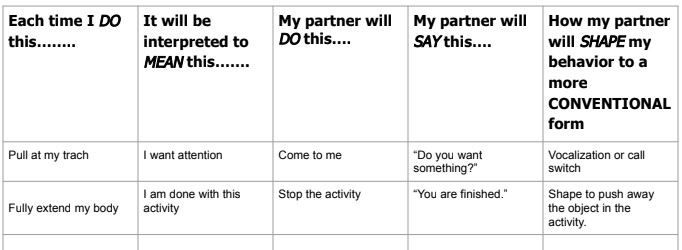 Each time I DO
this........
It will be
interpreted to
MEAN this.......
My partner will
DO this....
My partner will
SAY this....
How my partner
will SHAPE my
behavior to a
more
CONVENTIONAL
form
Pull at my trach
I want attention
Come to me
“Do you want
something?”
Vocalization or call
switch
Fully extend my body
I am done with this
activity
Stop the activity
“You are finished.”
Shape to push away
the object in the
activity.